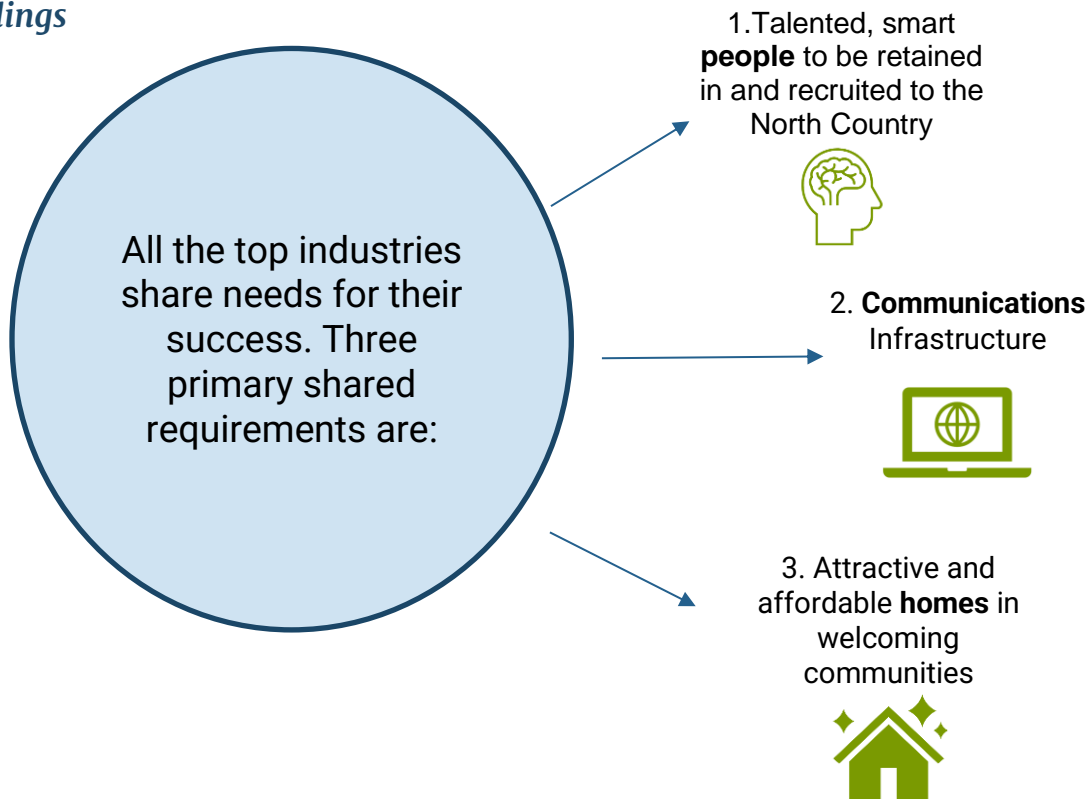 All the top industries
share needs for their
success. Three
primary shared
requirements are:
1.Talented, smart
people to be retained
in and recruited to the
North Country
2. Communications
Infrastructure
3. Attractive and
affordable homes in
welcoming
communities